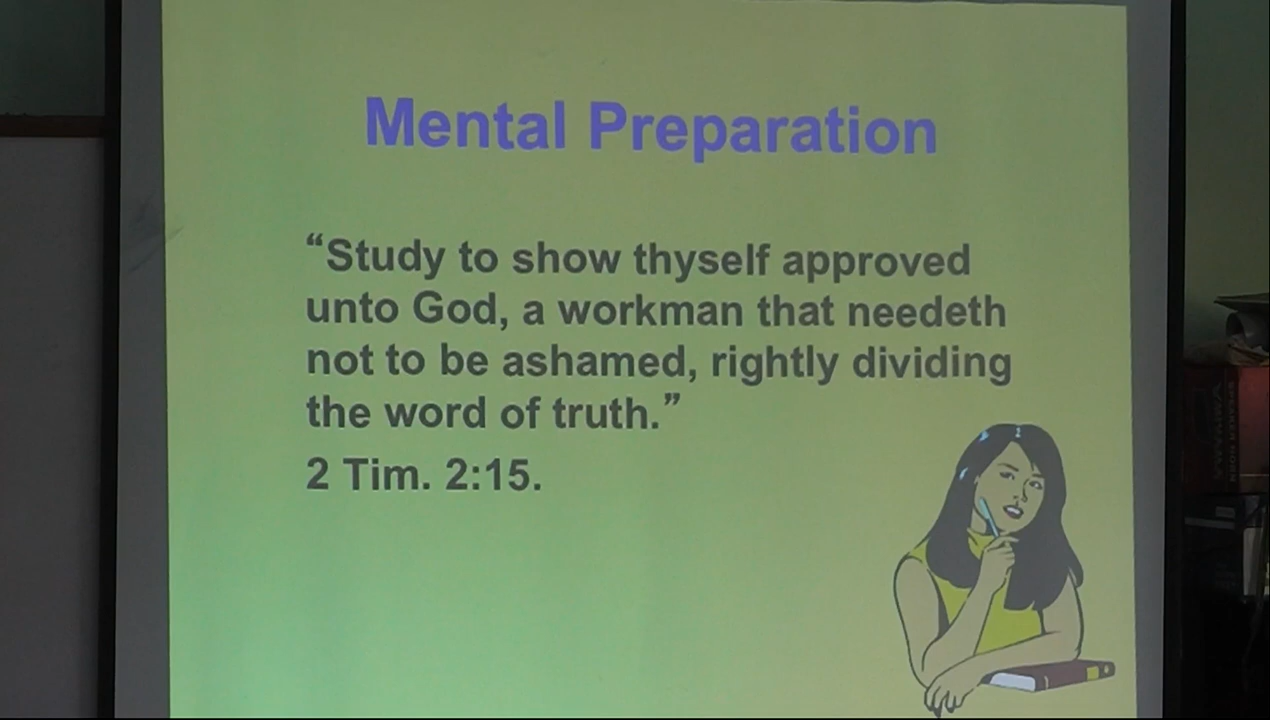 Mental Preparation
“Study to show thyself approved
unto God, a workman that needeth
not to be ashamed, rightly dividing
the word of truth.”
2 Tim. 2:15.